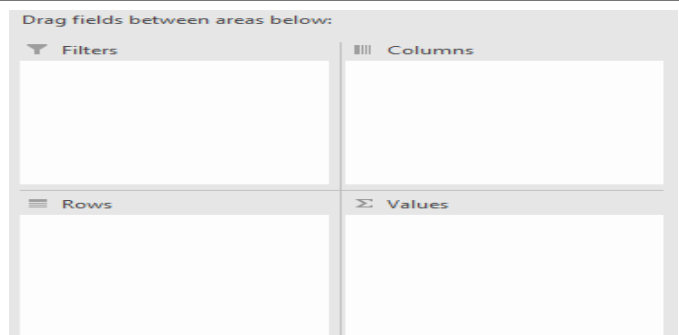 Drag fields between areas below:
Filters
Columns
Rows
Σ Values